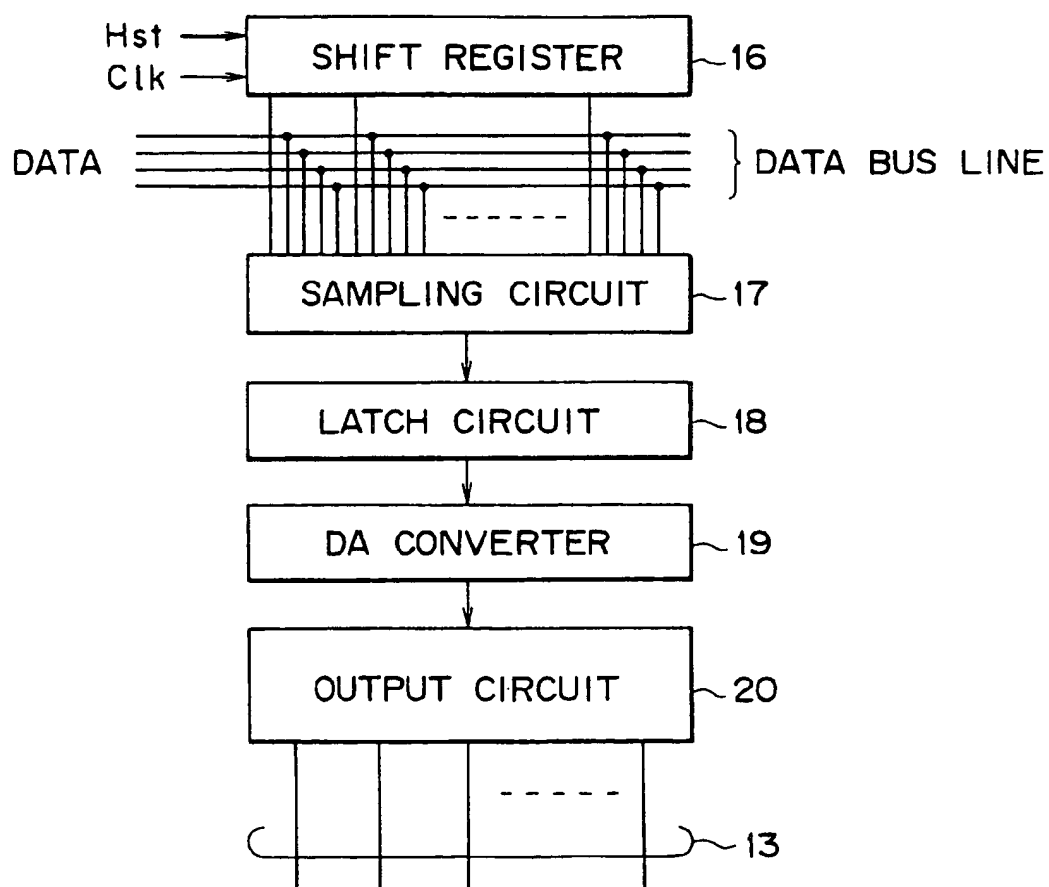 Hst
Clk
SHIFT REGISTER
16
DATA
DATA BUS LINE
SAMPLING CIRCUIT
17
LATCH CIRCUIT
18
DA CONVERTER
19
OUTPUT CIRCUIT
20
13